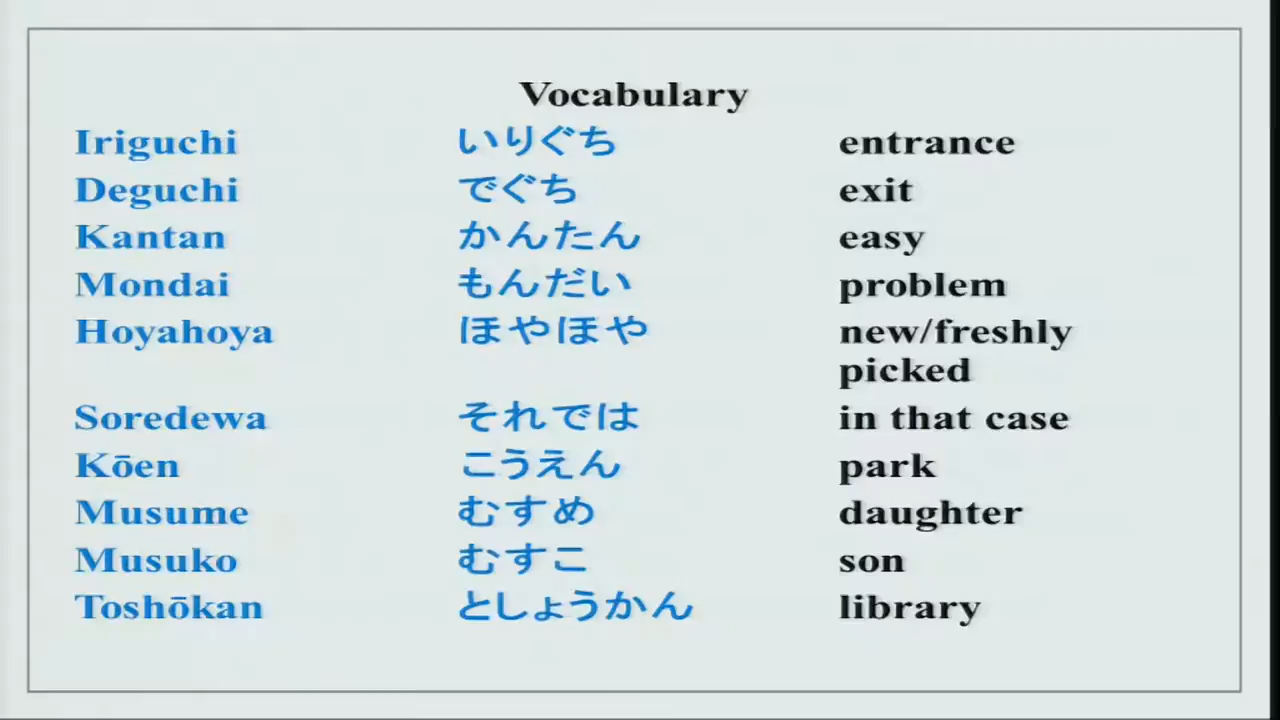 Vocabulary
Iriguchi いりぐち entrance
Deguchi でぐち exit
Kantan かんたん easy
Mondai もんだい problem
Hoyahoya ほやほや new/freshly
picked
Soredewa それでは in that case
Kōen こうえん park
Musume むすめ daughter
Musuko むすこ son
Toshōkan としょうかん library